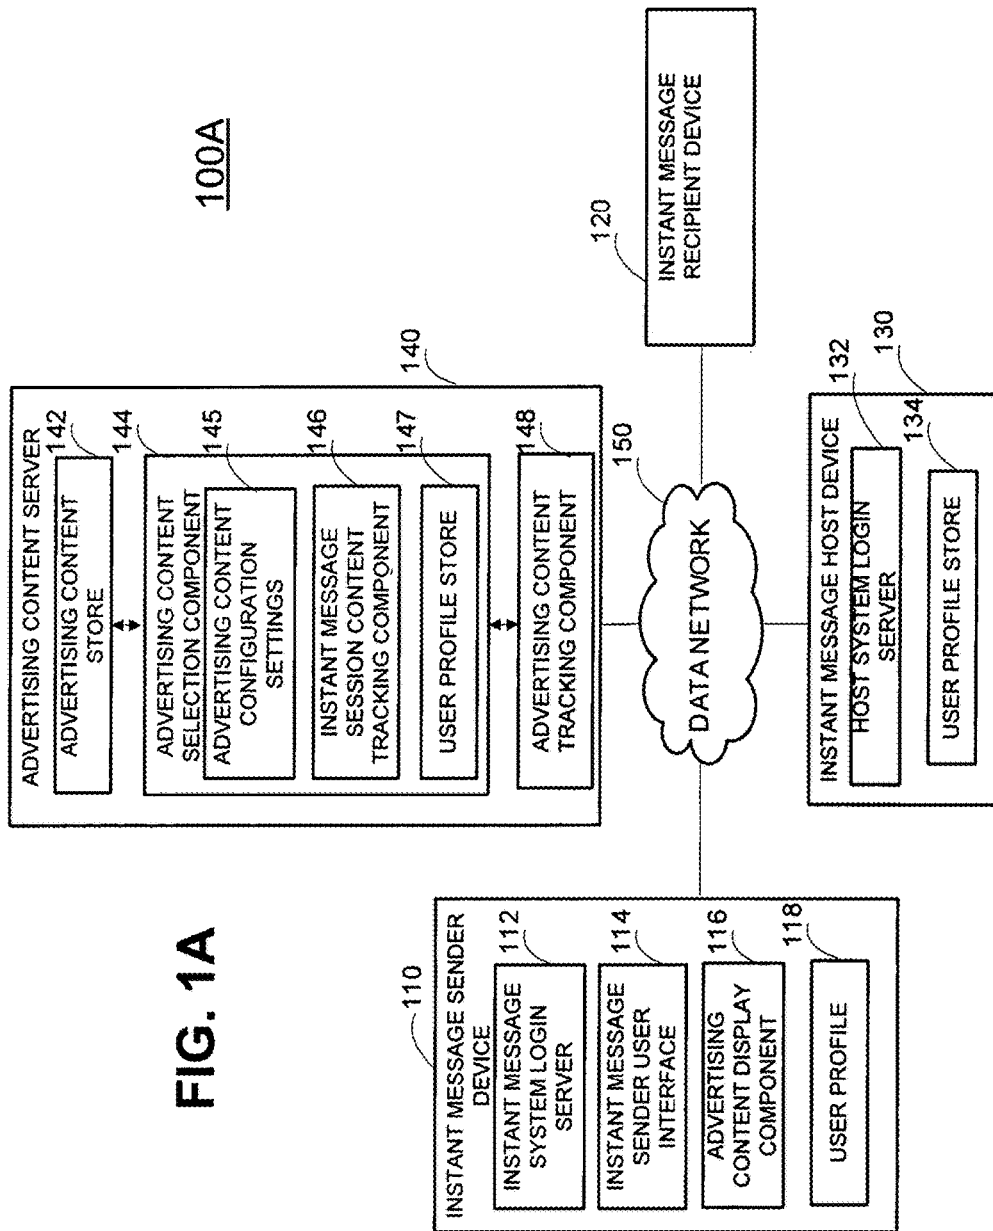 FIG. 1A
100A
ADVERTISING CONTENT SERVER
140
ADVERTISING CONTENT
STORE
142
144
ADVERTISING CONTENT
SELECTION COMPONENT
ADVERTISING CONTENT
CONFIGURATION
SETTINGS
145
INSTANT MESSAGE
SESSION CONTENT
TRACKING COMPONENT
146
USER PROFILE STORE
147
ADVERTISING CONTENT
TRACKING COMPONENT
148
110
INSTANT MESSAGE SENDER
DEVICE
INSTANT MESSAGE
SYSTEM LOGIN
SERVER
112
INSTANT MESSAGE
SENDER USER
INTERFACE
114
ADVERTISING
CONTENT DISPLAY
COMPONENT
116
USER PROFILE
118
DATA NETWORK
150
120
INSTANT MESSAGE
RECIPIENT DEVICE
INSTANT MESSAGE HOST DEVICE
130
HOST SYSTEM LOGIN
SERVER
132
USER PROFILE STORE
134